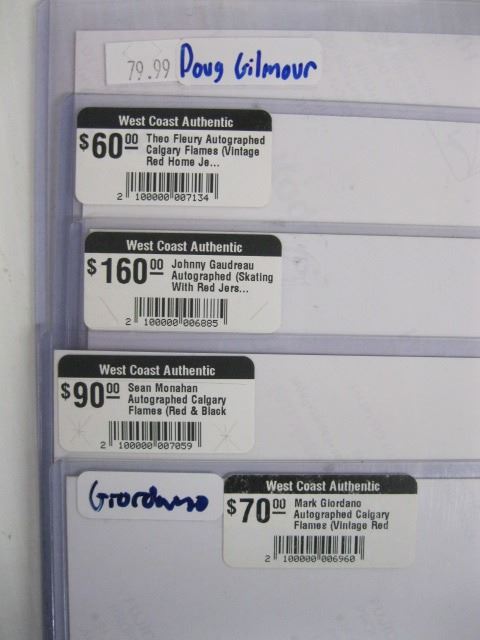 79.99 Doug Gilmour
West Coast Authentic
$60 00 Theo Fleury Autographed
Calgary Flames (Vintage
Red Home Je...
2 100000 007134
West Coast Authentic
$160 00 Johnny Gaudreau
Autographed (Skating
With Red Jers...
2 100000 006885
West Coast Authentic
$90 00 Sean Monahan
Autographed Calgary
Flames (Red & Black
2 100000 007059
Giordano
West Coast Authentic
$70 00 Mark Giordano
Autographed Calgary
Flames (Vintage Red
2 100000 006960